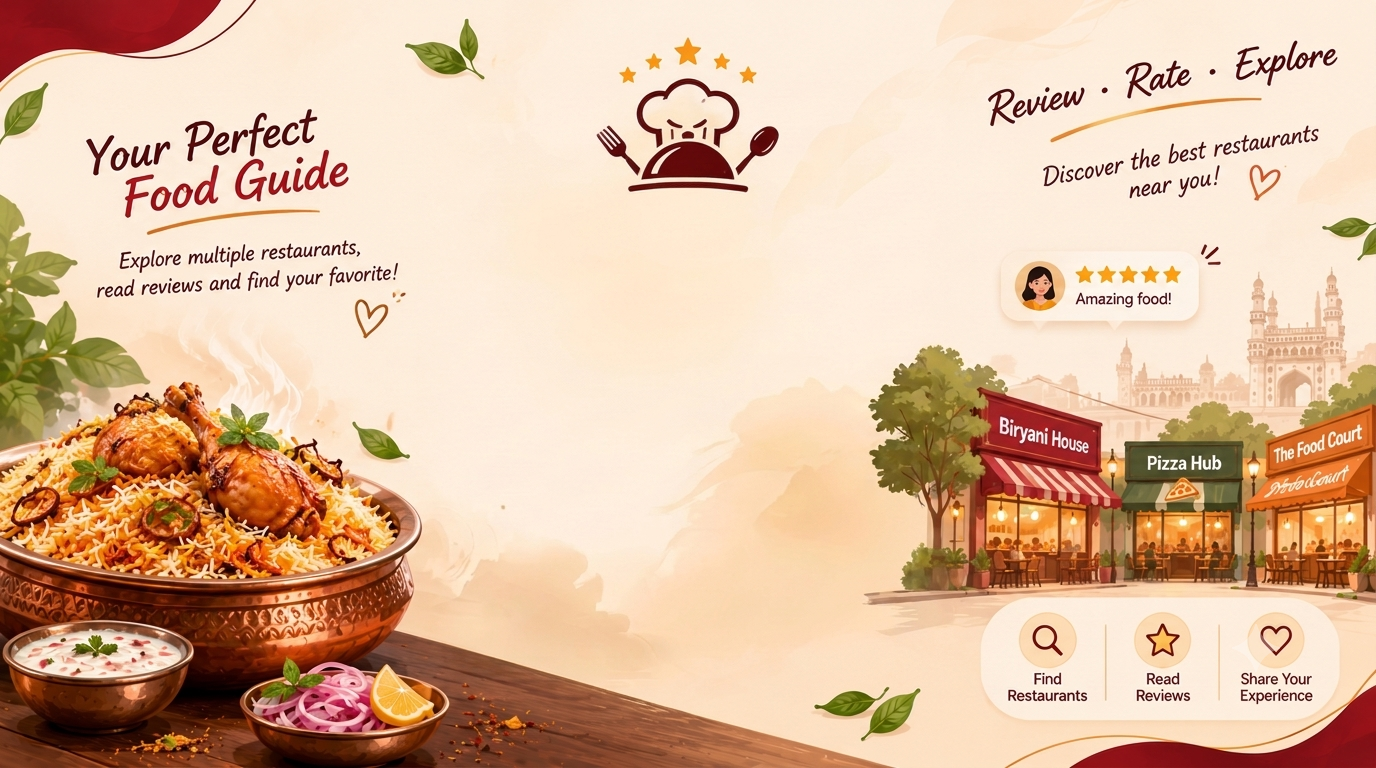 Your Perfect
Food Guide
Explore multiple restaurants,
read reviews and find your favorite!
Review · Rate · Explore
Discover the best restaurants
near you!
Amazing food!
Biryani House
Pizza Hub
The Food Court
Find
Restaurants
Read
Reviews
Share Your
Experience